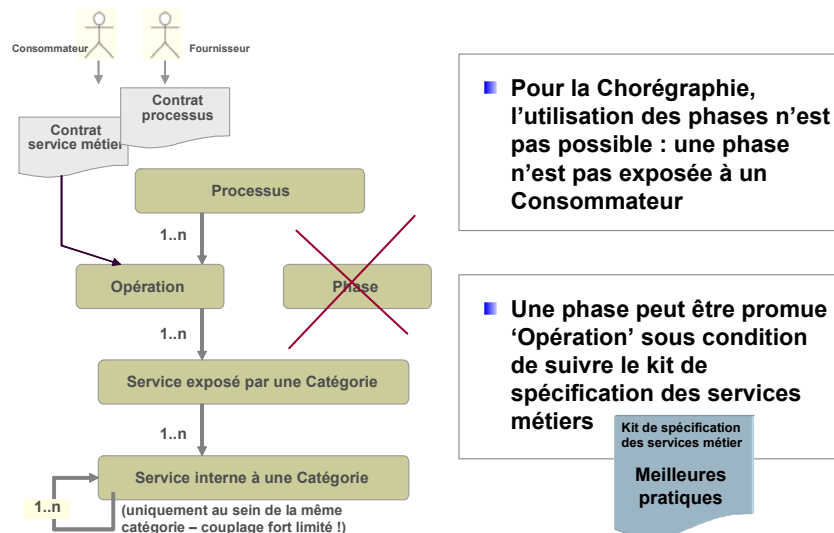 Consommateur
Fournisseur
Contrat
processus
Contrat
service métier
Processus
1..n
Opération
Phase
1..n
Service exposé par une Catégorie
1..n
Service interne à une Catégorie
1..n
(uniquement au sein de la même
catégorie – couplage fort limité !)
Pour la Chorégraphie,
l'utilisation des phases n'est
pas possible : une phase
n'est pas exposée à un
Consommateur
Une phase peut être promue
'Opération' sous condition
de suivre le kit de
spécification des services
métiers
Kit de spécification
des services métier
Meilleures
pratiques